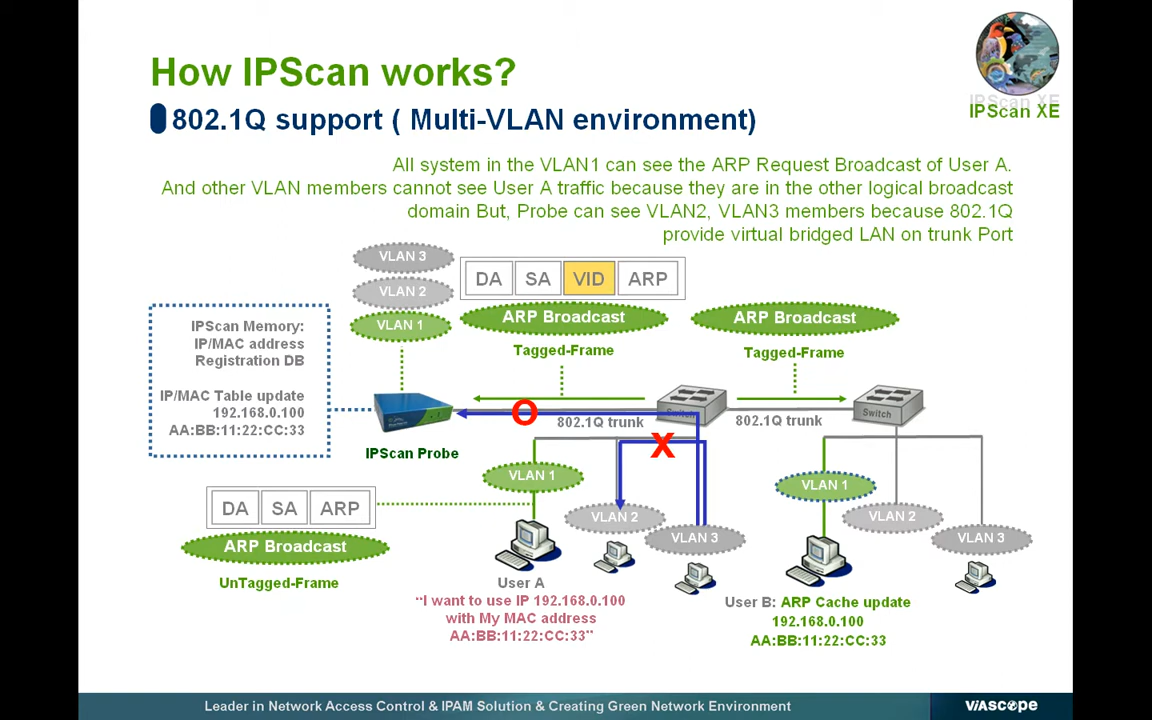 How IPScan works?
IPScan XE
IPScan XE
802.1Q support ( Multi-VLAN environment)
All system in the VLAN1 can see the ARP Request Broadcast of User A.
And other VLAN members cannot see User A traffic because they are in the other logical broadcast
domain But, Probe can see VLAN2, VLAN3 members because 802.1Q
provide virtual bridged LAN on trunk Port
VLAN 3
VLAN 2
VLAN 1
DA SA VID ARP
ARP Broadcast
Tagged-Frame
ARP Broadcast
Tagged-Frame
IPScan Memory:
IP/MAC address
Registration DB
IP/MAC Table update
192.168.0.100
AA:BB:11:22:CC:33
IPScan Probe
O
802.1Q trunk
Switch
802.1Q trunk
Switch
X
VLAN 1
VLAN 2
VLAN 3
VLAN 1
VLAN 2
VLAN 3
DA SA ARP
ARP Broadcast
UnTagged-Frame
User A
“I want to use IP 192.168.0.100
with My MAC address
AA:BB:11:22:CC:33”
User B: ARP Cache update
192.168.0.100
AA:BB:11:22:CC:33
Leader in Network Access Control & IPAM Solution & Creating Green Network Environment
viascope